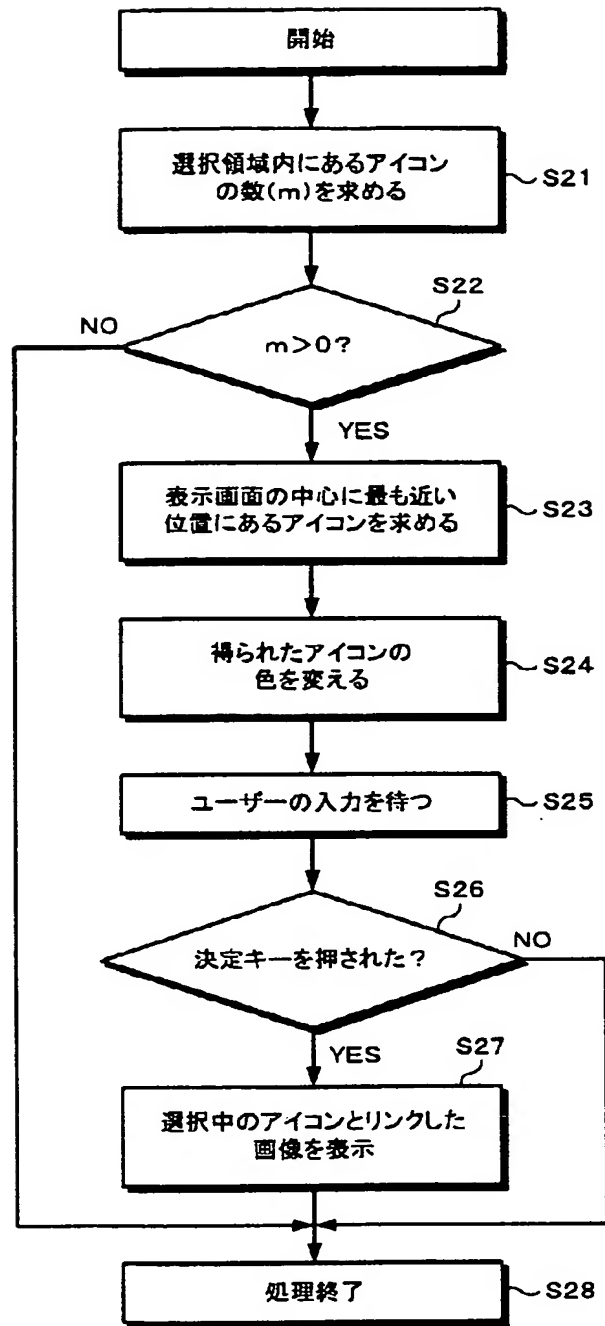 開始
選択領域内にあるアイコン
の数(m)を求める
S21
S22
NO
m>0?
YES
表示画面の中心に最も近い
位置にあるアイコンを求める
S23
得られたアイコンの
色を変える
S24
ユーザーの入力を待つ
S25
S26
決定キーを押された?
NO
YES
S27
選択中のアイコンとリンクした
画像を表示
処理終了
S28